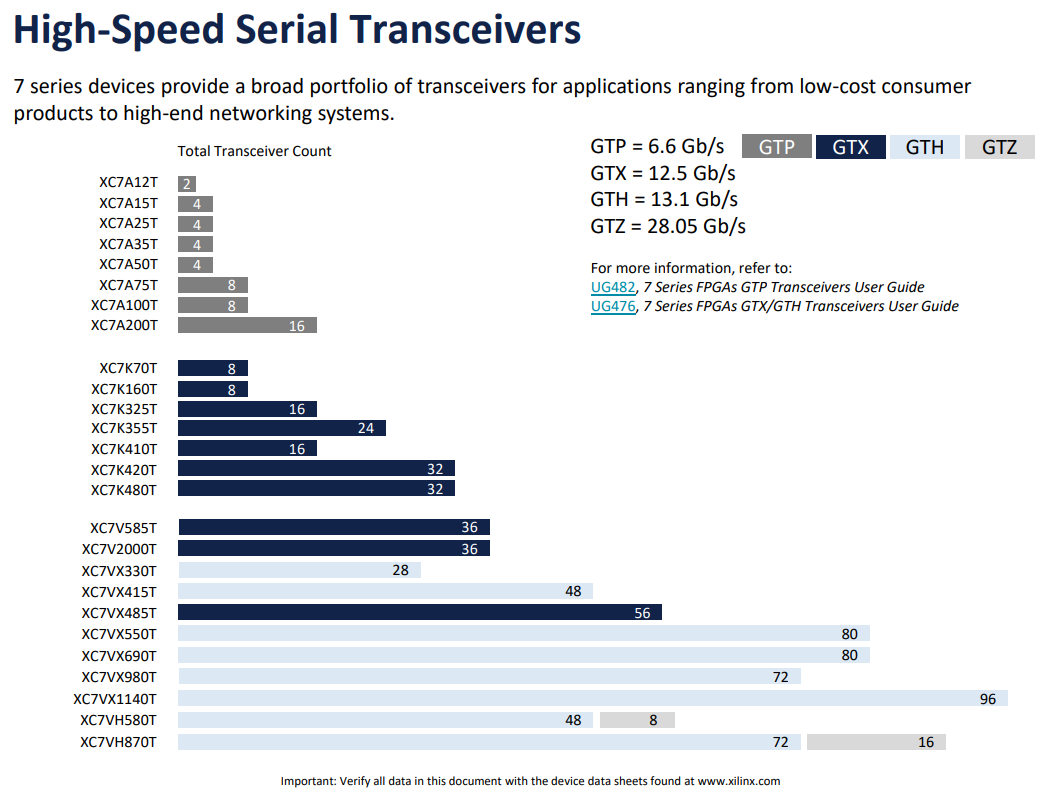 High-Speed Serial Transceivers
7 series devices provide a broad portfolio of transceivers for applications ranging from low-cost consumer
products to high-end networking systems.
Total Transceiver Count
GTP = 6.6 Gb/s
GTX = 12.5 Gb/s
GTH = 13.1 Gb/s
GTZ = 28.05 Gb/s
GTP GTX GTH GTZ
For more information, refer to:
UG482, 7 Series FPGAs GTP Transceivers User Guide
UG476, 7 Series FPGAs GTX/GTH Transceivers User Guide
XC7A12T 2
XC7A15T 4
XC7A25T 4
XC7A35T 4
XC7A50T 4
XC7A75T 8
XC7A100T 8
XC7A200T 16
XC7K70T 8
XC7K160T 8
XC7K325T 16
XC7K355T 24
XC7K410T 16
XC7K420T 32
XC7K480T 32
XC7V585T 36
XC7V2000T 36
XC7VX330T 28
XC7VX415T 48
XC7VX485T 56
XC7VX550T 80
XC7VX690T 80
XC7VX980T 72
XC7VX1140T 96
XC7VH580T 48 8
XC7VH870T 72 16
Important: Verify all data in this document with the device data sheets found at www.xilinx.com